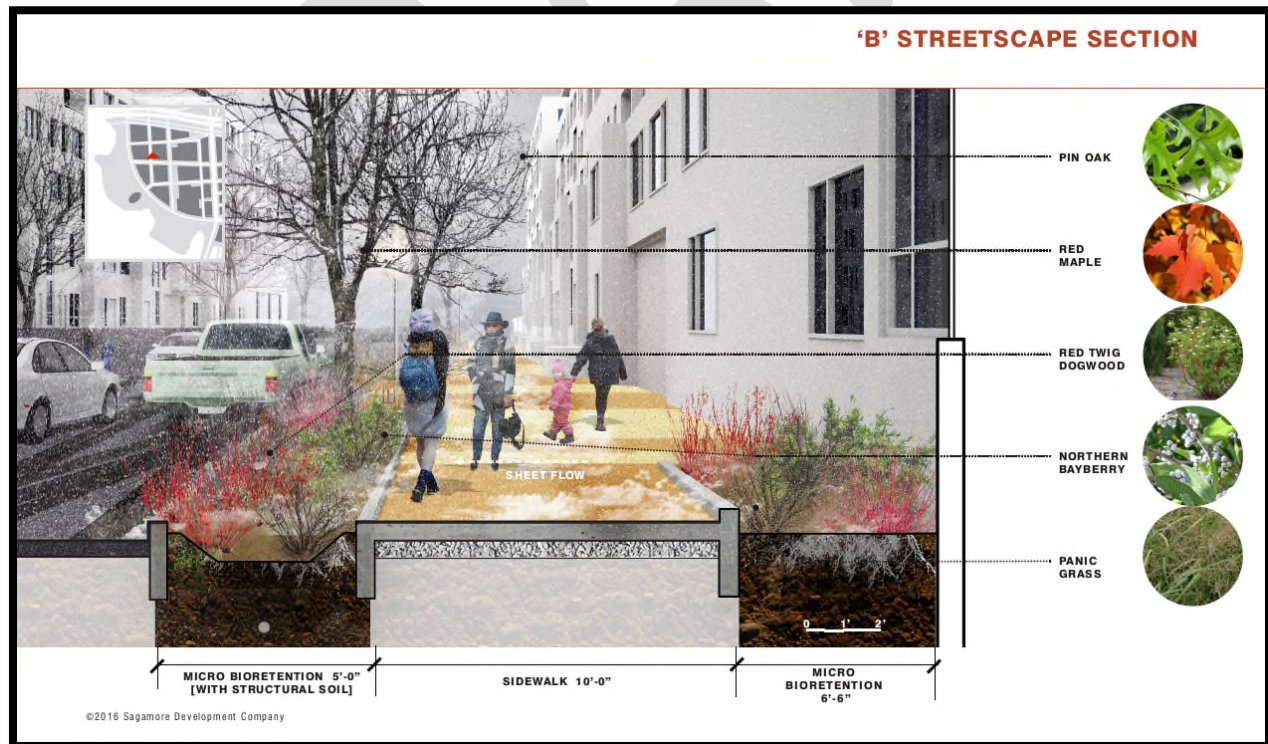 ‘B’ STREETSCAPE SECTION
PIN OAK
RED
MAPLE
RED TWIG
DOGWOOD
NORTHERN
BAYBERRY
PANIC
GRASS
SHEET FLOW
0 1’ 2’
MICRO BIORETENTION 5’-0”
[WITH STRUCTURAL SOIL]
SIDEWALK 10’-0”
MICRO
BIORETENTION
6’-6”
©2016 Sagamore Development Company